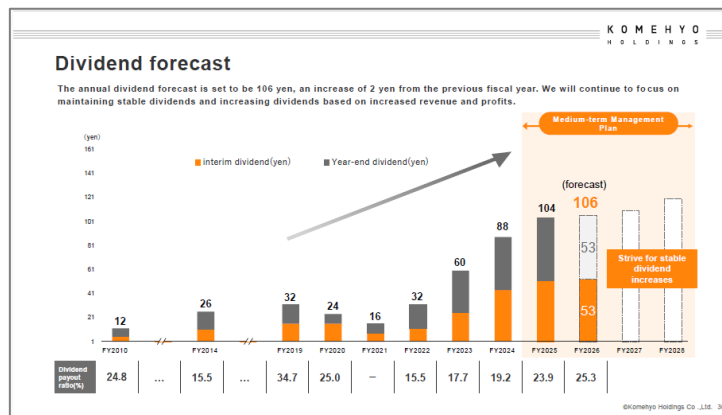 KOMEHYO
HOLDINGS
Dividend forecast
The annual dividend forecast is set to be 106 yen, an increase of 2 yen from the previous fiscal year. We will continue to focus on
maintaining stable dividends and increasing dividends based on increased revenue and profits.
Medium-term Management
Plan
(yen)
161
141
121
101
81
61
41
21
1
interim dividend(yen)
Year-end dividend(yen)
(forecast)
12
26
32
24
16
32
60
88
104
106
53
53
Strive for stable
dividend
increases
FY2010 FY2014 FY2019 FY2020 FY2021 FY2022 FY2023 FY2024 FY2025 FY2026 FY2027 FY2028
Dividend
payout
ratio(%)
24.8 … 15.5 … 34.7 25.0 – 15.5 17.7 19.2 23.9 25.3
©Komehyo Holdings Co .,Ltd.